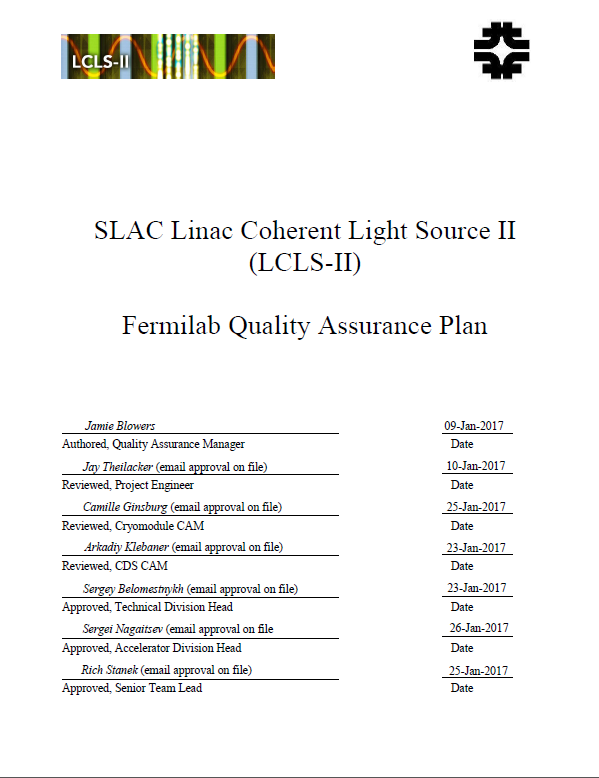 LCLS-II
SLAC Linac Coherent Light Source II
(LCLS-II)
Fermilab Quality Assurance Plan
Jamie Blowers 09-Jan-2017
Authored, Quality Assurance Manager Date
Jay Theilacker (email approval on file) 10-Jan-2017
Reviewed, Project Engineer Date
Camille Ginsburg (email approval on file) 25-Jan-2017
Reviewed, Cryomodule CAM Date
Arkadiy Klebaner (email approval on file) 23-Jan-2017
Reviewed, CDS CAM Date
Sergey Belomestnykh (email approval on file) 23-Jan-2017
Approved, Technical Division Head Date
Sergei Nagaitsev (email approval on file 26-Jan-2017
Approved, Accelerator Division Head Date
Rich Stanek (email approval on file) 25-Jan-2017
Approved, Senior Team Lead Date